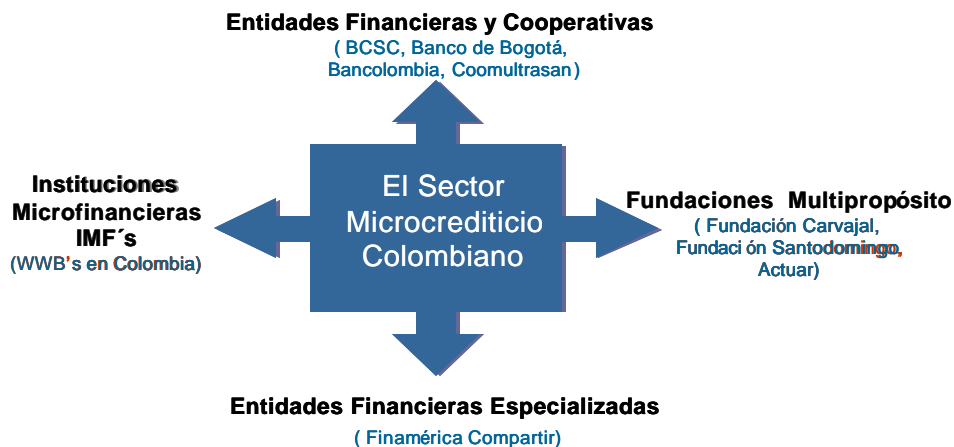 Entidades Financieras y Cooperativas
( BCSC, Banco de Bogotá,
Bancolombia, Coomultrasan )
El Sector
Microcrediticio
Colombiano
Instituciones
Microfinancieras
IMF´s
(WWB's en Colombia)
Fundaciones Multipropósito
( Fundación Carvajal,
Fundaci ón Santodomingo,
Actuar)
Entidades Financieras Especializadas
( Finamérica Compartir)